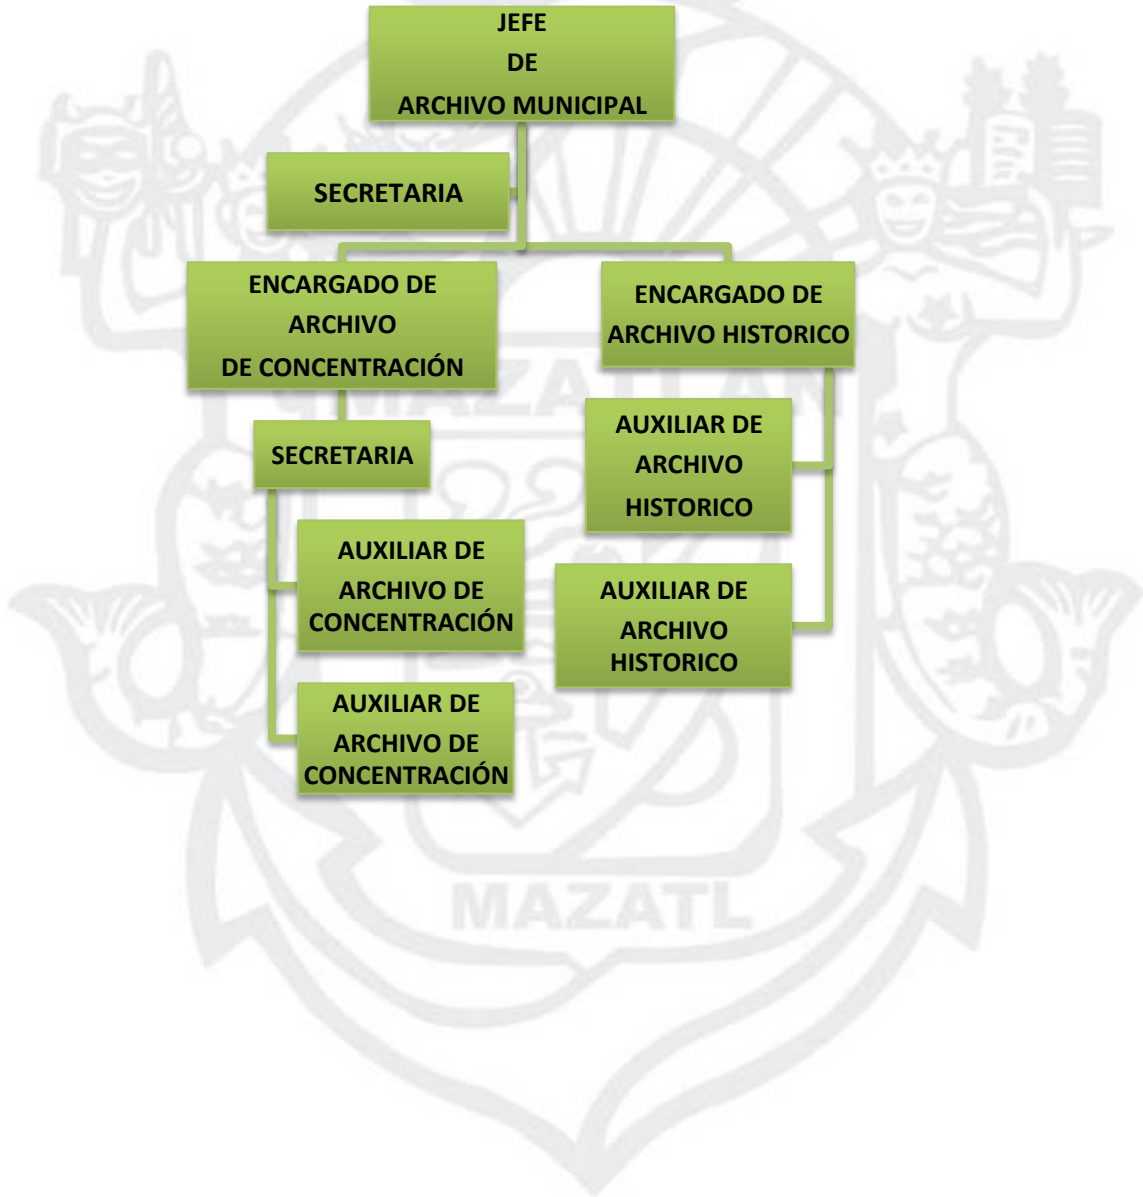 JEFE
DE
ARCHIVO MUNICIPAL
SECRETARIA
ENCARGADO DE
ARCHIVO
DE CONCENTRACIÓN
ENCARGADO DE
ARCHIVO HISTORICO
SECRETARIA
AUXILIAR DE
ARCHIVO
HISTORICO
AUXILIAR DE
ARCHIVO DE
CONCENTRACIÓN
AUXILIAR DE
ARCHIVO
HISTORICO
AUXILIAR DE
ARCHIVO DE
CONCENTRACIÓN
MAZATLAN
MAZATL